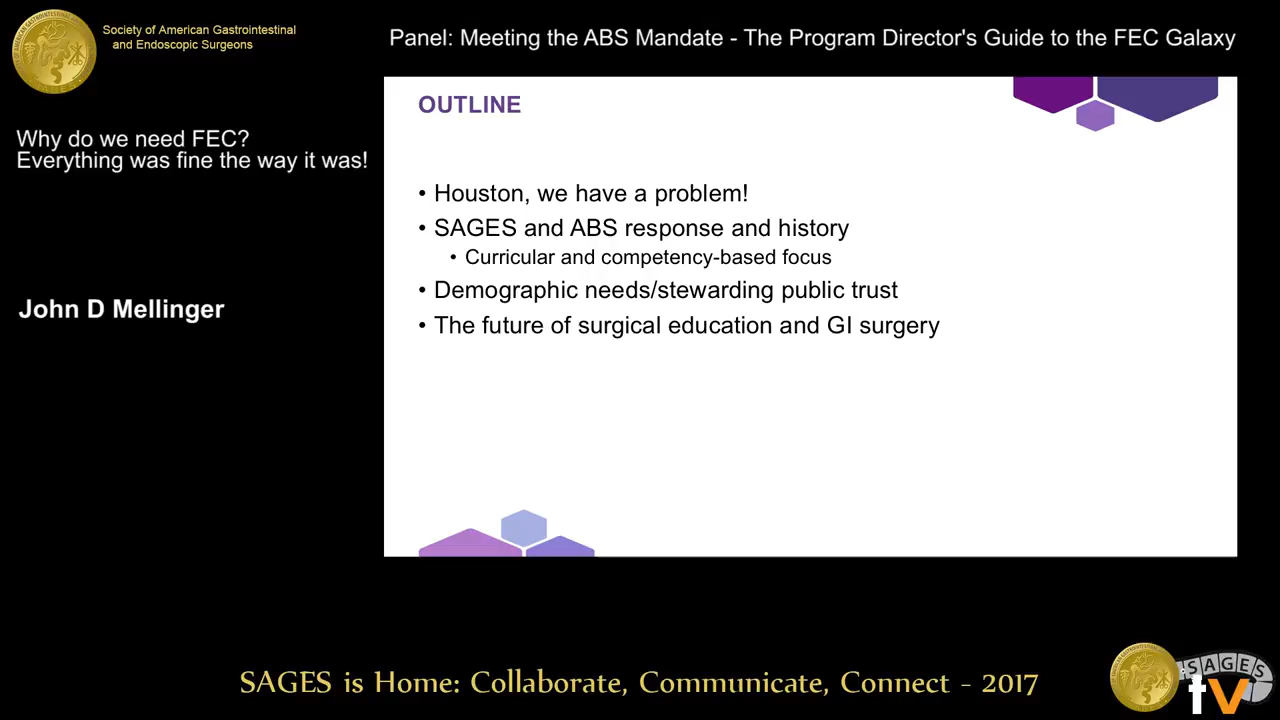 Society of American Gastrointestinal
and Endoscopic Surgeons
Panel: Meeting the ABS Mandate - The Program Director's Guide to the FEC Galaxy
Why do we need FEC?
Everything was fine the way it was!
John D Mellinger
OUTLINE
• Houston, we have a problem!
• SAGES and ABS response and history
• Curricular and competency-based focus
• Demographic needs/stewarding public trust
• The future of surgical education and GI surgery
SAGES is Home: Collaborate, Communicate, Connect - 2017
SAGES
tv